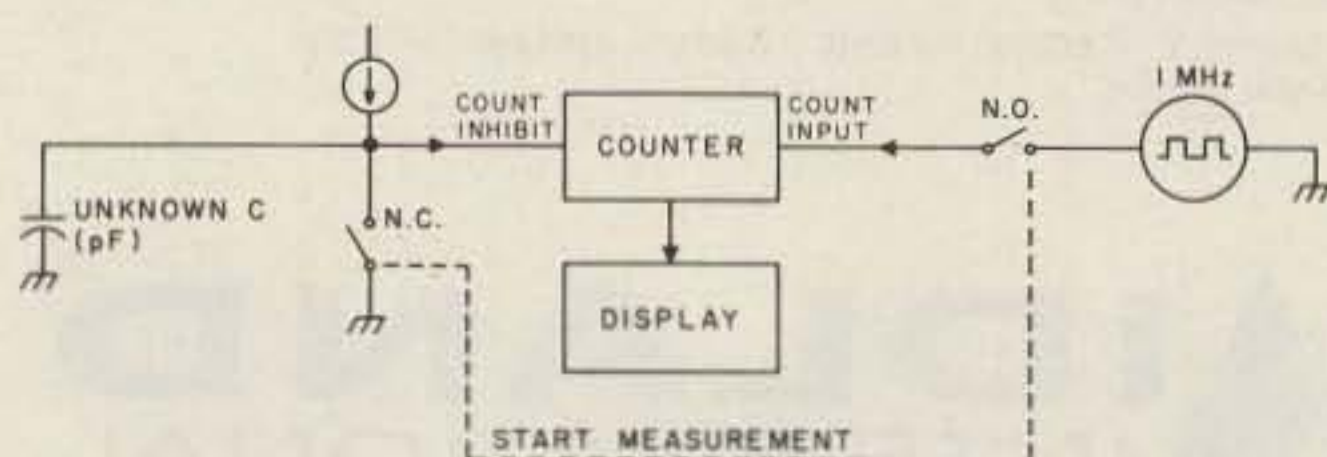 1 MHz
COUNT
INHIBIT
COUNT
INPUT
N.O.
COUNTER
UNKNOWN C
(pF)
N.C.
DISPLAY
START MEASUREMENT